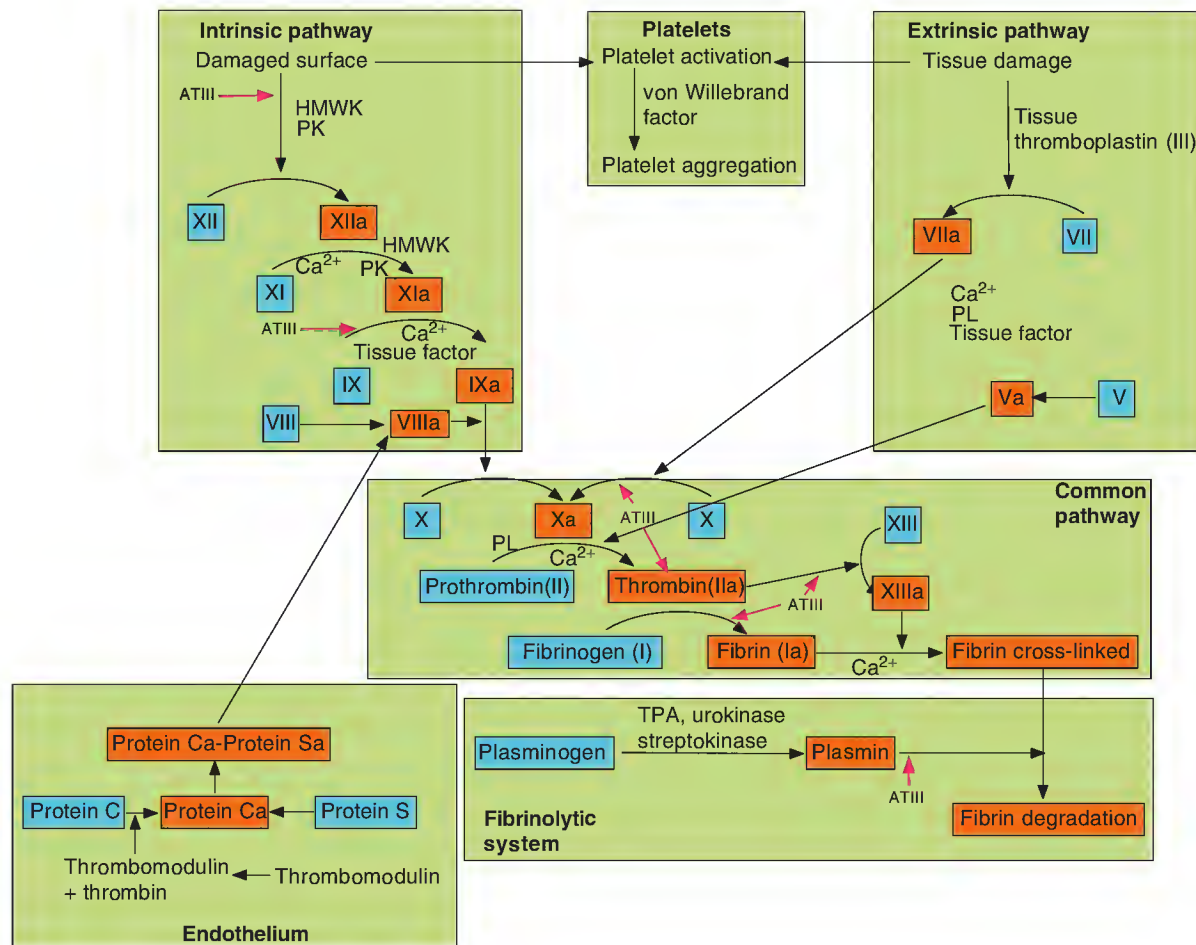 Intrinsic pathway
Damaged surface
ATIII
HMWK
PK
XII
XIIa
HMWK
Ca2+
PK
XI
XIa
ATIII
Ca2+
Tissue factor
IX
IXa
VIII
VIIIa
Platelets
Platelet activation
von Willebrand
factor
Platelet aggregation
Extrinsic pathway
Tissue damage
Tissue
thromboplastin (III)
VIIa
VII
Ca2+
PL
Tissue factor
Va
V
Common
pathway
X
Xa
ATIII
X
XIII
PL
Ca2+
Prothrombin(II)
Thrombin(IIa)
XIIIa
ATIII
Fibrinogen (I)
Fibrin (Ia)
Ca2+
Fibrin cross-linked
Protein Ca-Protein Sa
Protein C
Protein Ca
Protein S
Thrombomodulin
+ thrombin
Thrombomodulin
Endothelium
TPA, urokinase
streptokinase
Plasminogen
Plasmin
ATIII
Fibrin degradation
Fibrinolytic
system